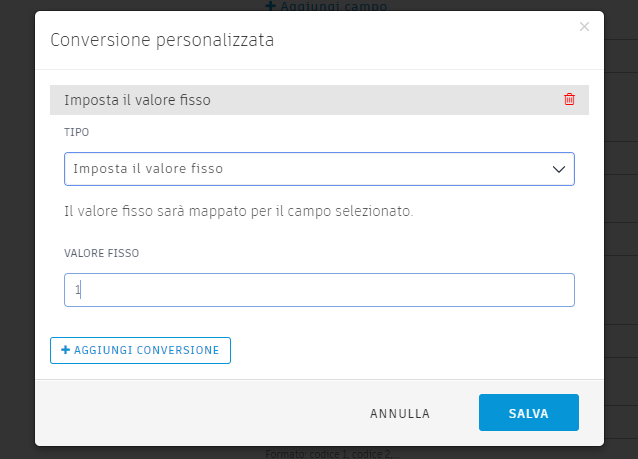 + Aggiungi campo
Conversione personalizzata
×
Imposta il valore fisso
TIPO
Imposta il valore fisso
Il valore fisso sarà mappato per il campo selezionato.
VALORE FISSO
1
+ AGGIUNGI CONVERSIONE
ANNULLA
SALVA
Formato: codice 1, codice 2,